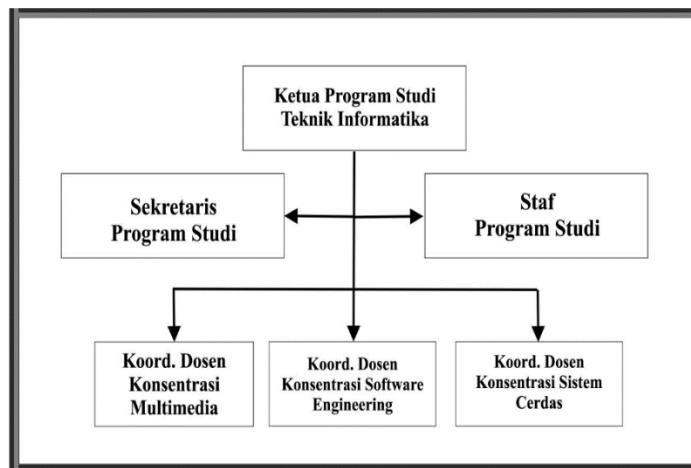 Ketua Program Studi
Teknik Informatika
Sekretaris
Program Studi
Staf
Program Studi
Koord. Dosen
Konsentrasi
Multimedia
Koord. Dosen
Konsentrasi Software
Engineering
Koord. Dosen
Konsentrasi Sistem
Cerdas